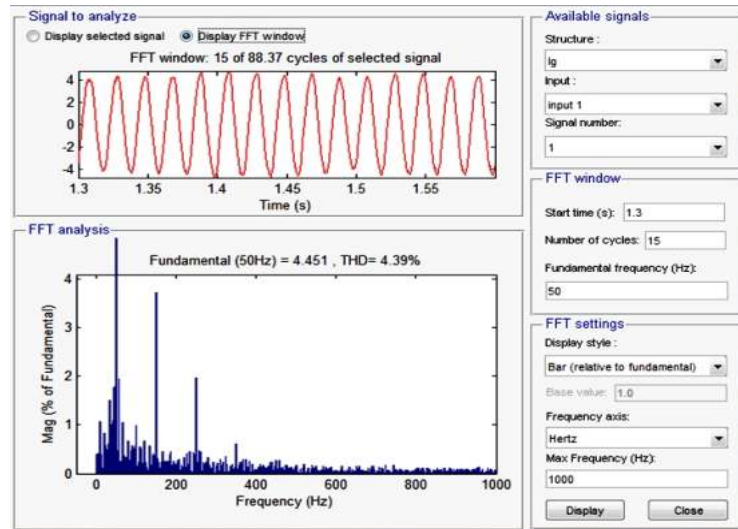 Signal to analyze
Display selected signal
Display FFT window
FFT window: 15 of 88.37 cycles of selected signal
4
2
0
-2
-4
1.3
1.35
1.4
1.45
1.5
1.55
Time (s)
FFT analysis
Fundamental (50Hz) = 4.451 , THD= 4.39%
Mag (% of Fundamental)
4
3
2
1
0
0
200
400
600
800
1000
Frequency (Hz)
Available signals
Structure :
Ig
Input :
input 1
Signal number:
1
FFT window
Start time (s): 1.3
Number of cycles: 15
Fundamental frequency (Hz):
50
FFT settings
Display style :
Bar (relative to fundamental)
Base value: 1.0
Frequency axis:
Hertz
Max Frequency (Hz):
1000
Display
Close